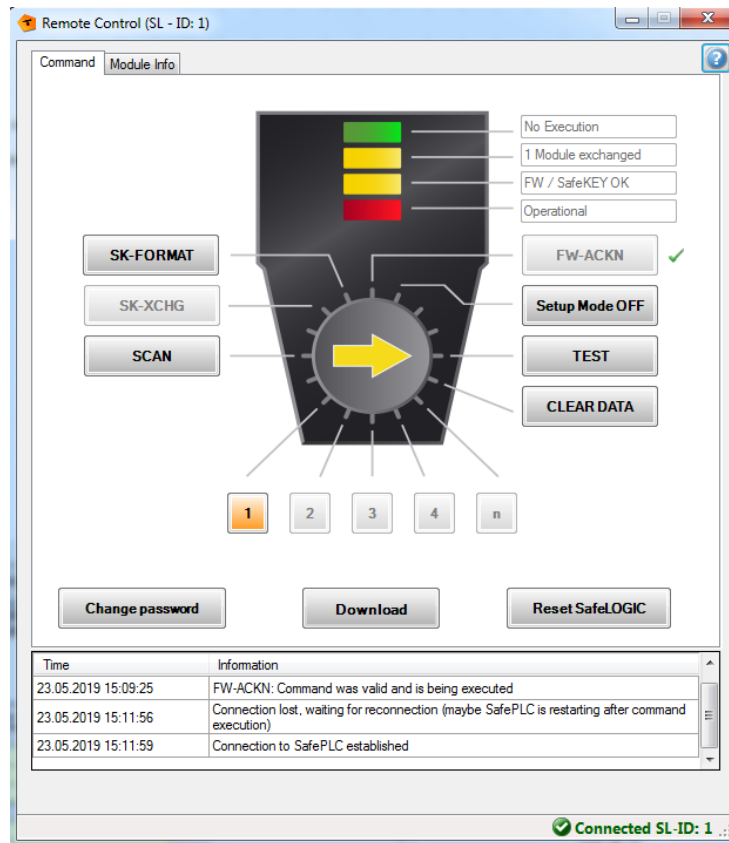 Remote Control (SL - ID: 1)
Command Module Info
No Execution
1 Module exchanged
FW / SafeKEY OK
Operational
SK-FORMAT
FW-ACKN
SK-XCHG
Setup Mode OFF
SCAN
TEST
CLEAR DATA
1 2 3 4 n
Change password Download Reset SafeLOGIC
Time Information
23.05.2019 15:09:25 FW-ACKN: Command was valid and is being executed
23.05.2019 15:11:56 Connection lost, waiting for reconnection (maybe SafePLC is restarting after command
execution)
23.05.2019 15:11:59 Connection to SafePLC established
Connected SL-ID: 1